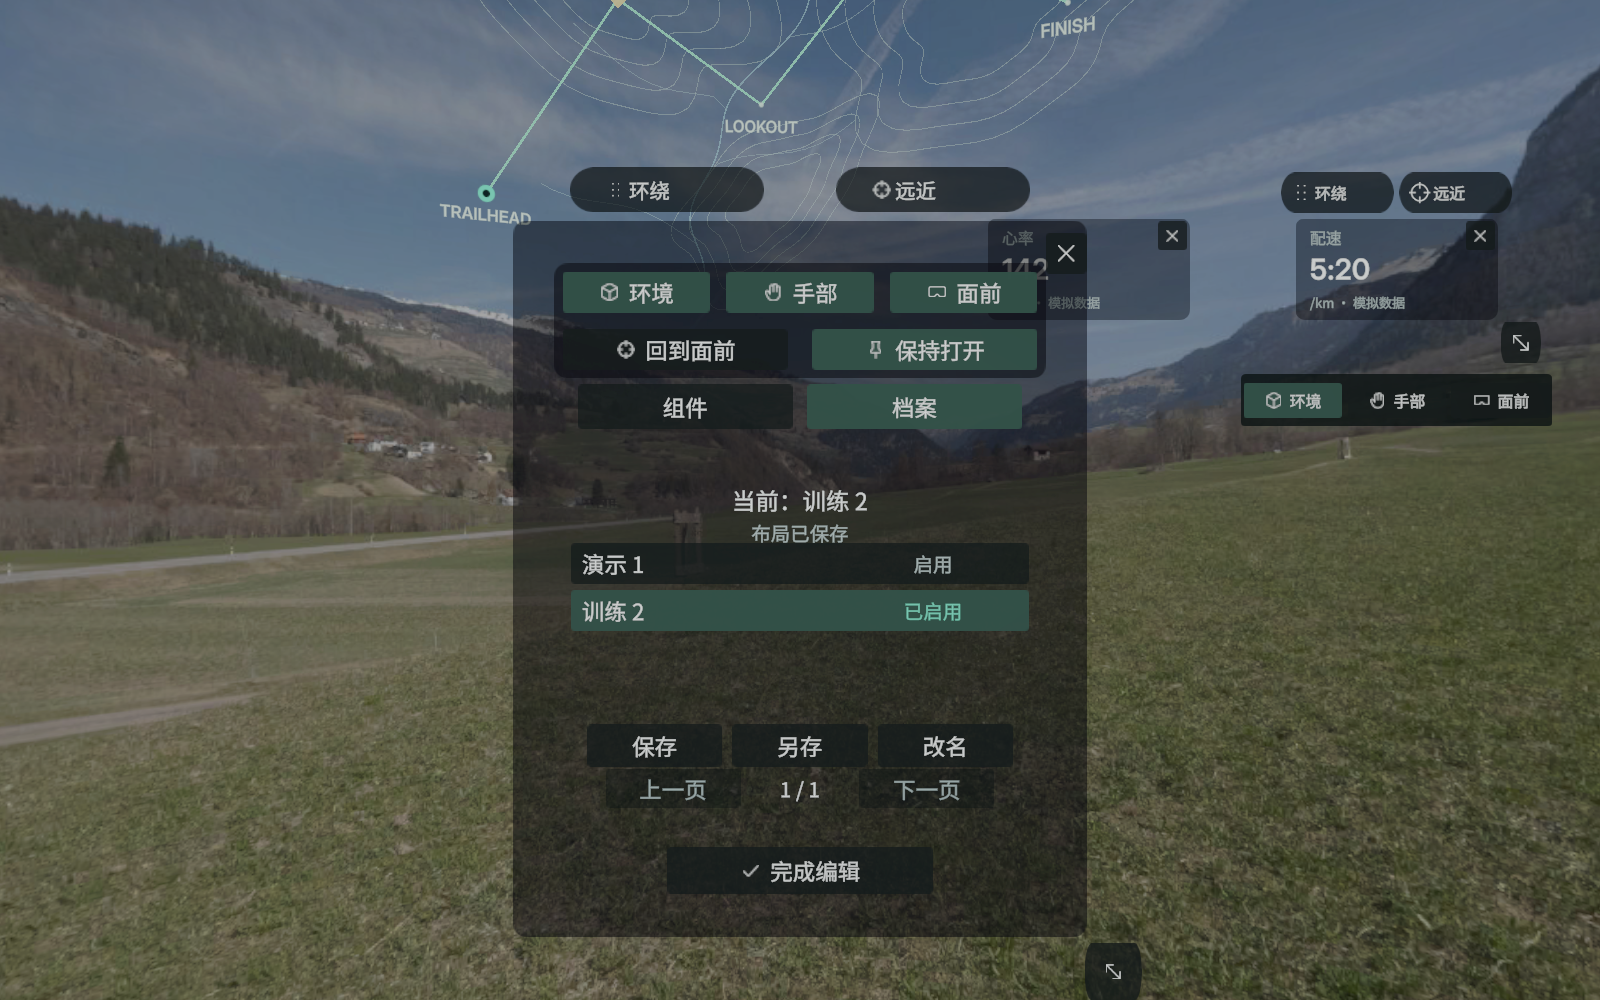 FINISH
LOOKOUT
TRAILHEAD
环绕
远近
环绕
远近
心率
142
模拟数据
配速
5:20
/km · 模拟数据
环境
手部
面前
回到面前
保持打开
组件
档案
环境
手部
面前
当前：训练 2
布局已保存
演示 1
启用
训练 2
已启用
保存
另存
改名
上一页
1 / 1
下一页
完成编辑